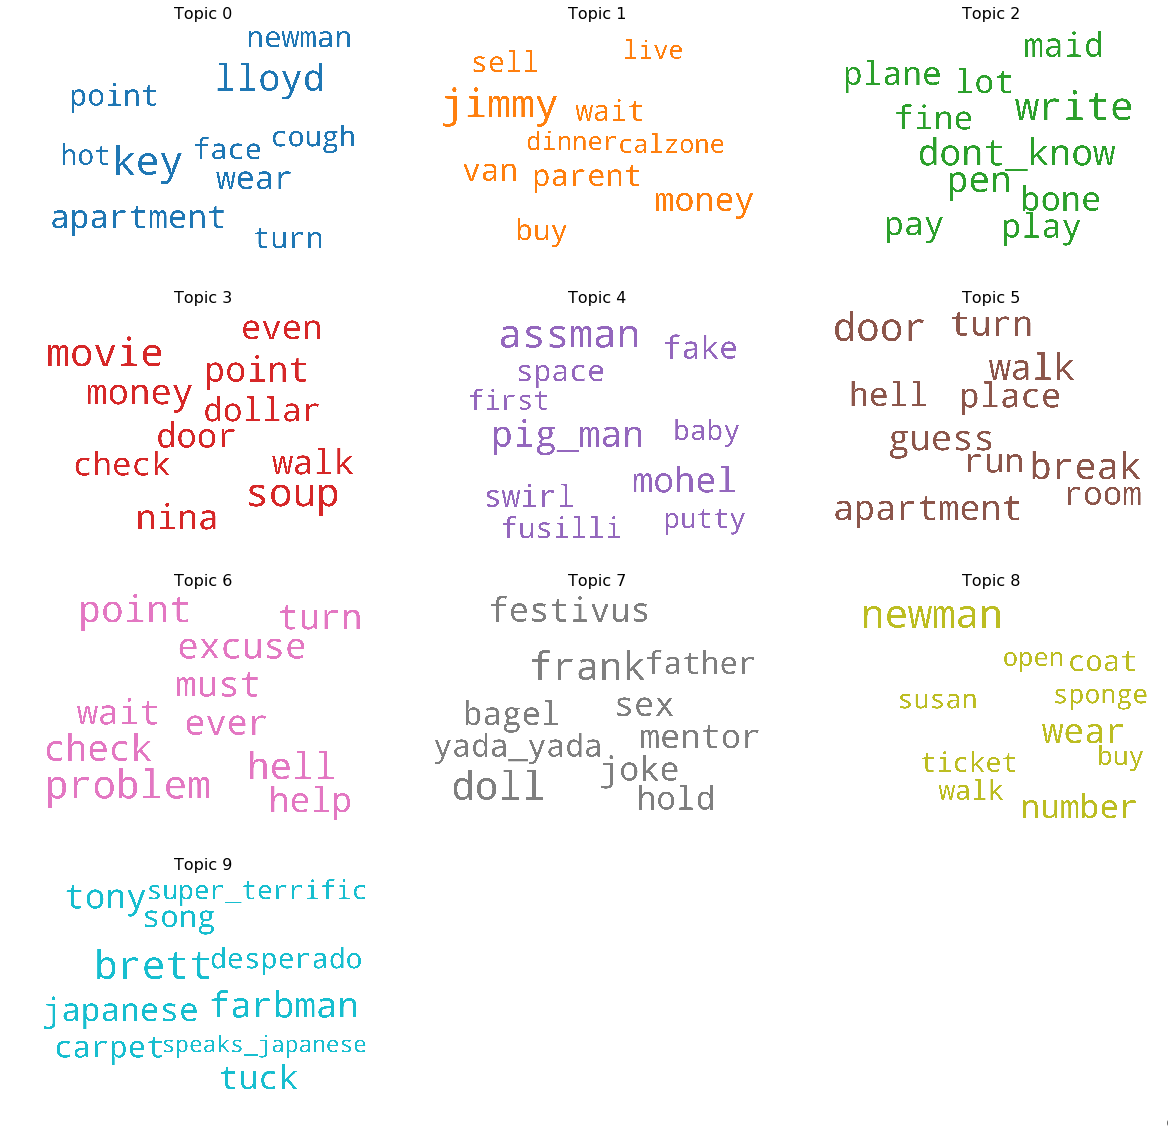 Topic 0
newman
lloyd
point
cough
hot key face
wear
apartment
turn
Topic 1
live
sell
jimmy wait
dinner calzone
van parent
money
buy
Topic 2
maid
plane lot
fine write
dont_know
pen
bone
pay play
Topic 3
even
movie
point
money
dollar
door
check walk
soup
nina
Topic 4
assman
fake
space
first
pig_man baby
mohel
swirl
fusilli putty
Topic 5
door turn
walk
hell place
guess
run break
room
apartment
Topic 6
point turn
excuse
must
wait ever
check
problem hell
help
Topic 7
festivus
frank father
bagel sex
yada_yada mentor
joke
doll hold
Topic 8
newman
open coat
susan sponge
wear
ticket buy
walk
number
Topic 9
tony super_terrific
song
brett desperado
japanese farbman
carpet speaks_japanese
tuck